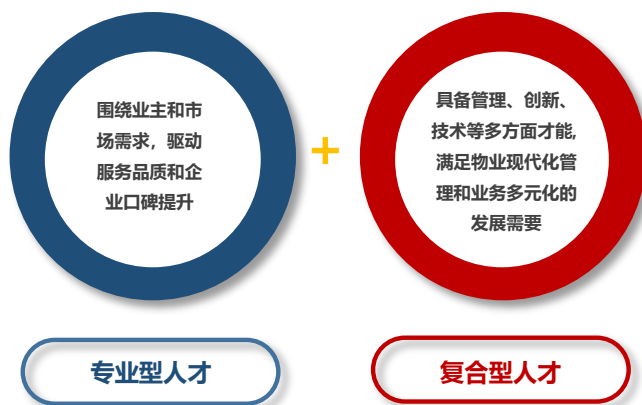 围绕业主和市
场需求，驱动
服务品质和企
业口碑提升
+
具备管理、创新、
技术等多方面才能,
满足物业现代化管
理和业务多元化的
发展需要
专业型人才
复合型人才